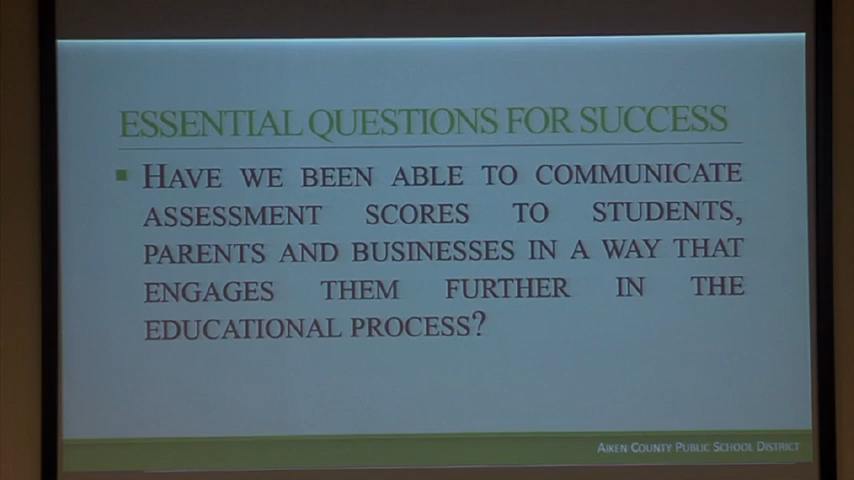 ESSENTIAL QUESTIONS FOR SUCCESS
▪ HAVE WE BEEN ABLE TO COMMUNICATE
ASSESSMENT SCORES TO STUDENTS,
PARENTS AND BUSINESSES IN A WAY THAT
ENGAGES THEM FURTHER IN THE
EDUCATIONAL PROCESS?
AIKEN COUNTY PUBLIC SCHOOL DISTRICT